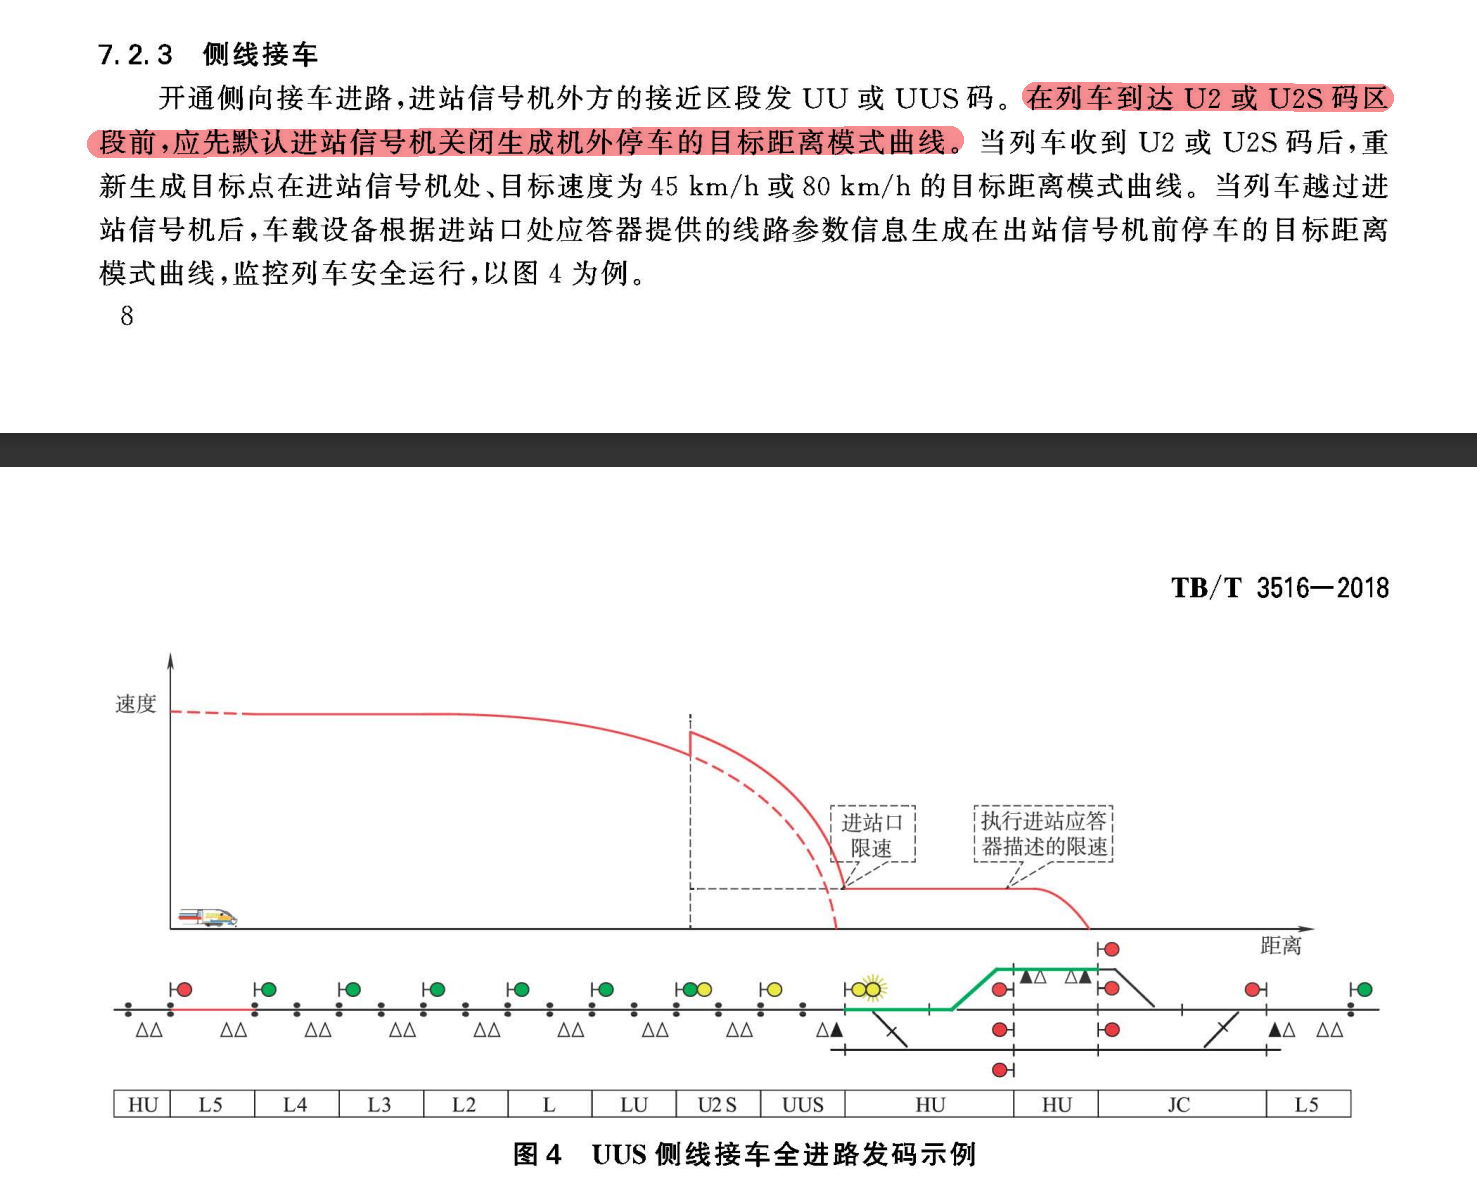 7.2.3 侧线接车
开通侧向接车进路,进站信号机外方的接近区段发 UU 或 UUS 码。在列车到达 U2 或 U2S 码区
段前,应先默认进站信号机关闭生成机外停车的目标距离模式曲线。当列车收到 U2 或 U2S 码后,重
新生成目标点在进站信号机处、目标速度为 45 km/h 或 80 km/h 的目标距离模式曲线。当列车越过进
站信号机后,车载设备根据进站口处应答器提供的线路参数信息生成在出站信号机前停车的目标距离
模式曲线,监控列车安全运行,以图 4 为例。
8
TB/T 3516—2018
速度
进站口
限速
执行进站应答
器描述的限速
距离
HU L5 L4 L3 L2 L LU U2 S UUS HU HU JC L5
图 4 UUS 侧线接车全进路发码示例